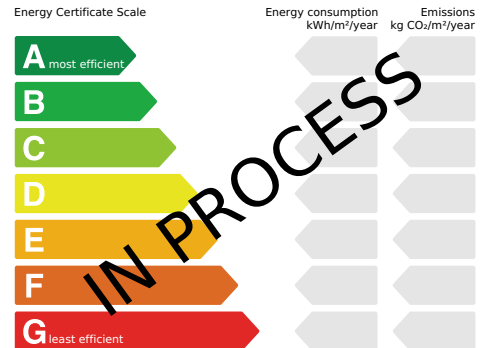 Energy Certificate Scale
Energy consumption
kWh/m²/year
Emissions
kg CO₂/m²/year
A most efficient
B
C
D
E
F
G least efficient
IN PROCESS